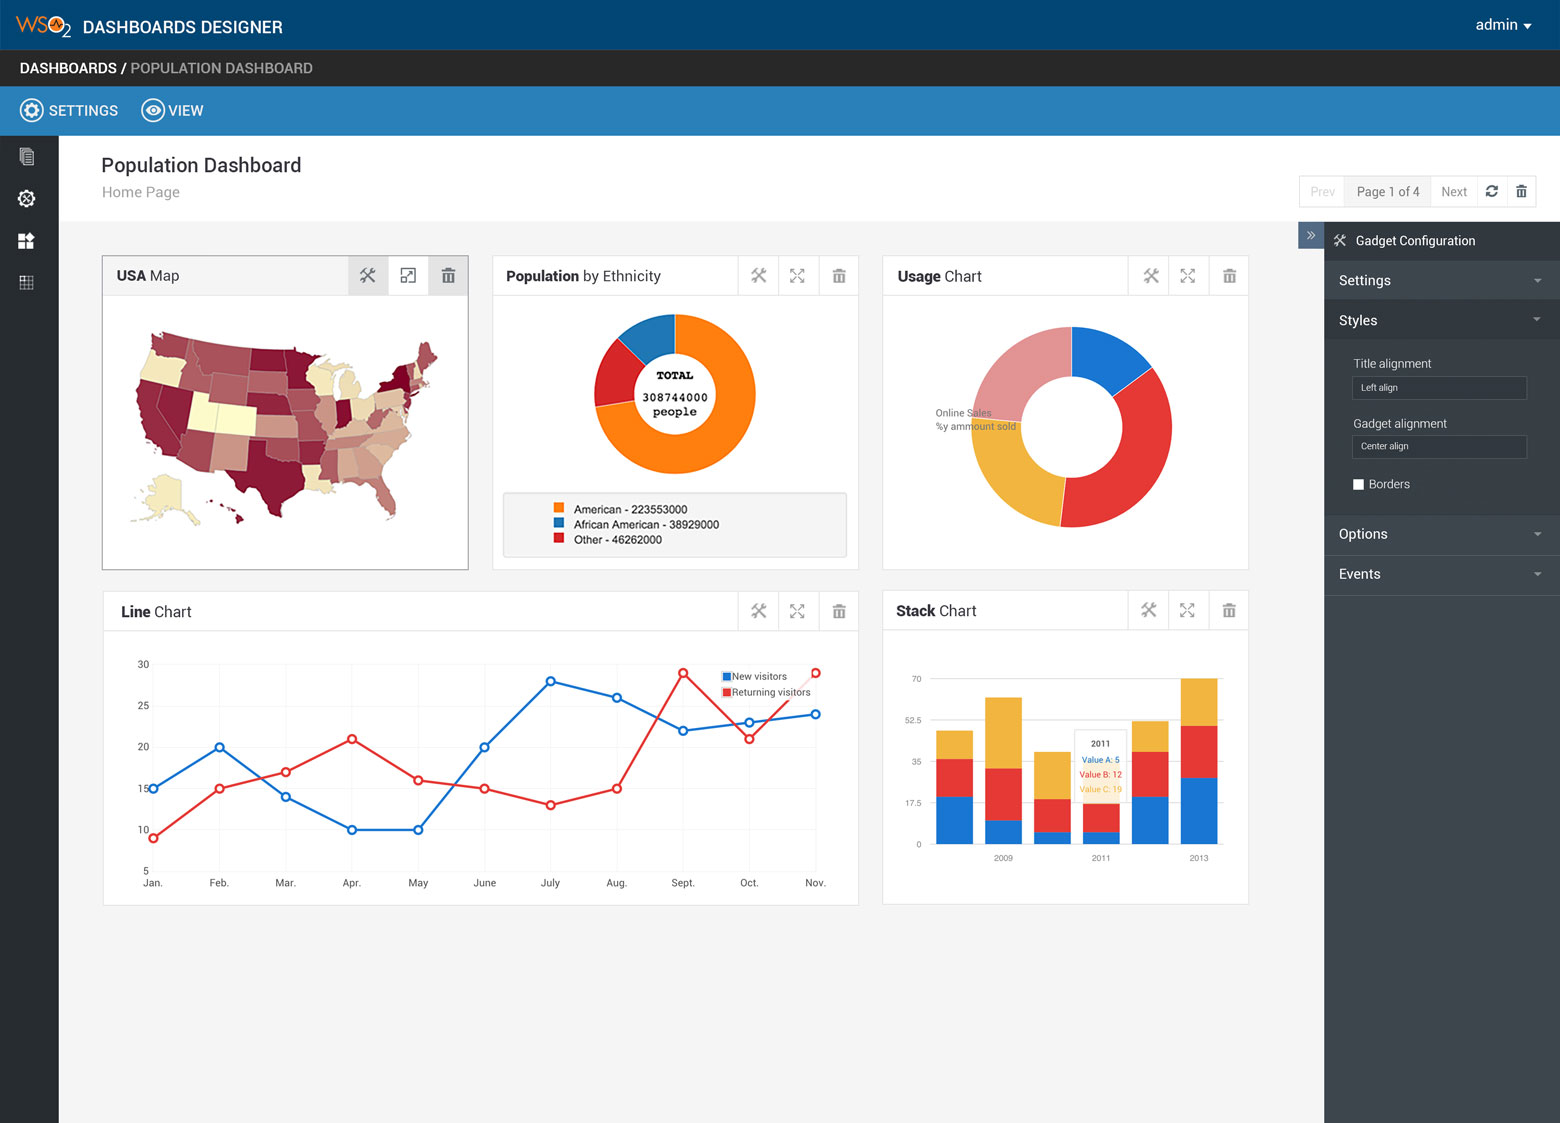 WSO2 DASHBOARDS DESIGNER
admin
DASHBOARDS / POPULATION DASHBOARD
SETTINGS
VIEW
Population Dashboard
Home Page
Prev
Page 1 of 4
Next
USA Map
Population by Ethnicity
TOTAL
308744000
people
American - 223553000
African American - 38929000
Other - 46262000
Usage Chart
Online Sales
%y ammount sold
Gadget Configuration
Settings
Styles
Title alignment
Left align
Gadget alignment
Center align
Borders
Options
Events
Line Chart
30
25
20
15
10
5
New visitors
Returning visitors
Jan.
Feb.
Mar.
Apr.
May
June
July
Aug.
Sept.
Oct.
Nov.
Stack Chart
70
52.5
35
17.5
0
2011
Value A: 5
Value B: 12
Value C: 19
2009
2011
2013